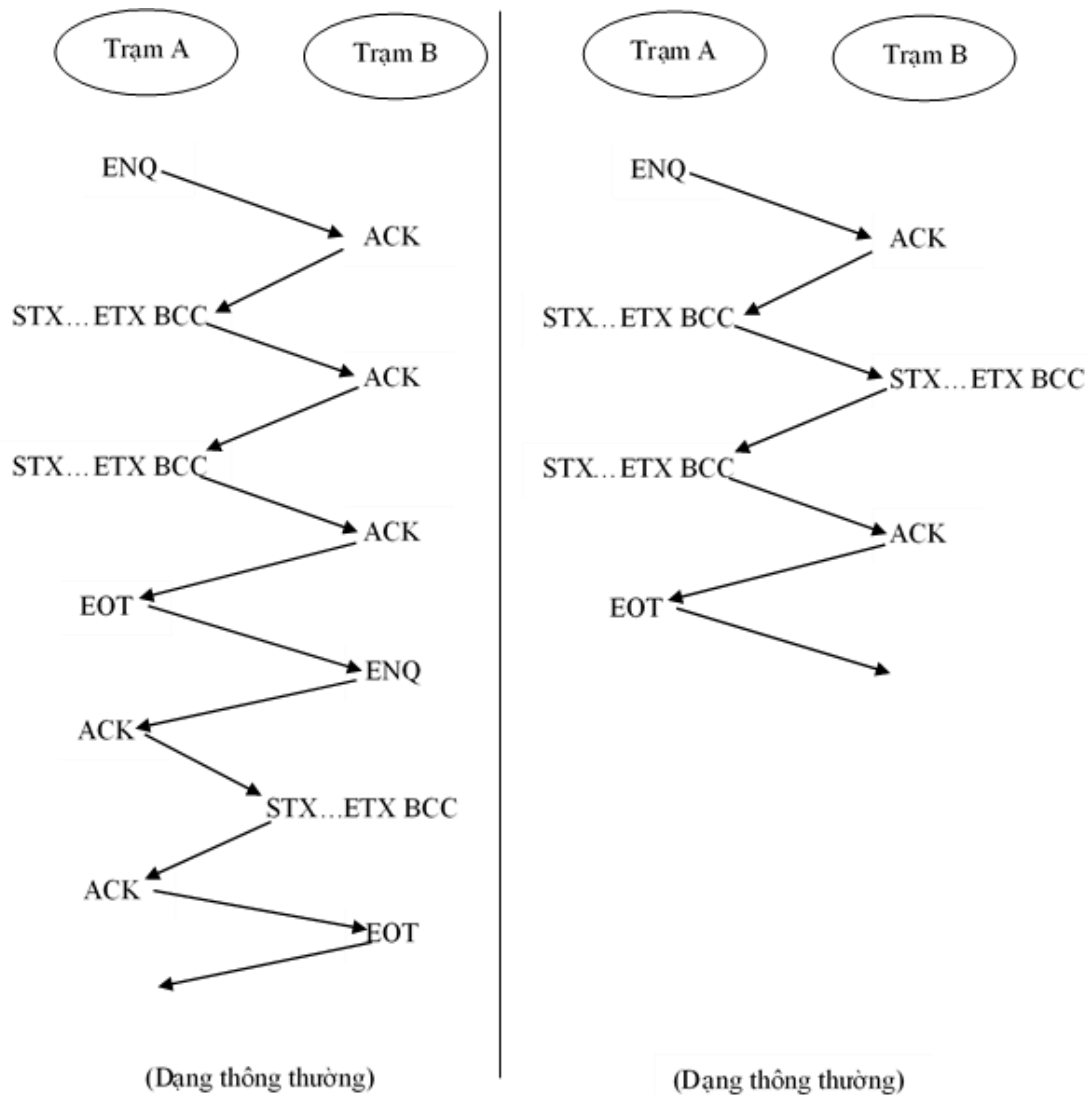 Trạm A
Trạm B
ENQ
ACK
STX…ETX BCC
ACK
STX…ETX BCC
ACK
EOT
ENQ
ACK
STX…ETX BCC
ACK
EOT
(Dạng thông thường)
Trạm A
Trạm B
ENQ
ACK
STX…ETX BCC
STX…ETX BCC
STX…ETX BCC
ACK
EOT
(Dạng thông thường)